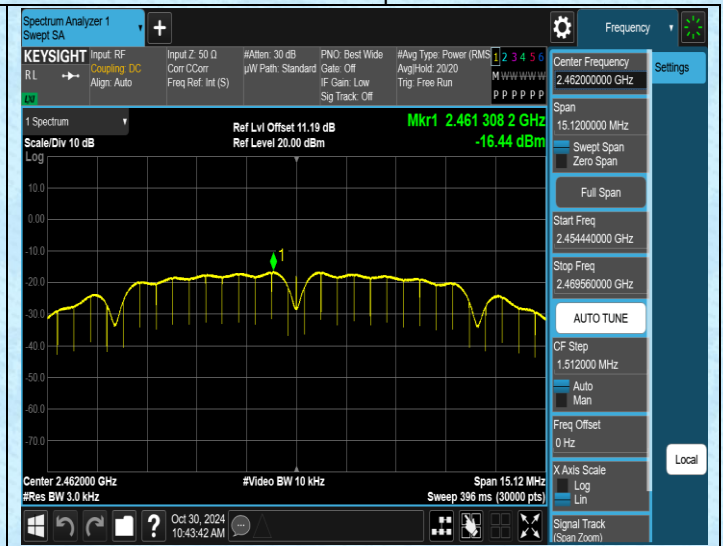 Spectrum Analyzer 1
Swept SA
+
Frequency
KEYSIGHT
RL
Input: RF
Coupling: DC
Align: Auto
Input Z: 50 Ω
Corr CCorr
Freq Ref: Int (S)
#Atten: 30 dB
µW Path: Standard
PNO: Best Wide
Gate: Off
IF Gain: Low
Sig Track: Off
#Avg Type: Power (RMS
Avg|Hold: 20/20
Trig: Free Run
1 2 3 4 5 6
M W W W W W
P P P P P P
1 Spectrum
Scale/Div 10 dB
Ref Lvl Offset 11.19 dB
Ref Level 20.00 dBm
Mkr1 2.461 308 2 GHz
-16.44 dBm
Log
10.0
0.00
-10.0
-20.0
-30.0
-40.0
-50.0
-60.0
-70.0
1
Center 2.462000 GHz
#Res BW 3.0 kHz
#Video BW 10 kHz
Span 15.12 MHz
Sweep 396 ms (30000 pts)
Oct 30, 2024
10:43:42 AM
?
Center Frequency
2.462000000 GHz
Span
15.1200000 MHz
Swept Span
Zero Span
Full Span
Start Freq
2.454440000 GHz
Stop Freq
2.469560000 GHz
AUTO TUNE
CF Step
1.512000 MHz
Auto
Man
Freq Offset
0 Hz
X Axis Scale
Log
Lin
Signal Track
(Span Zoom)
Settings
Local